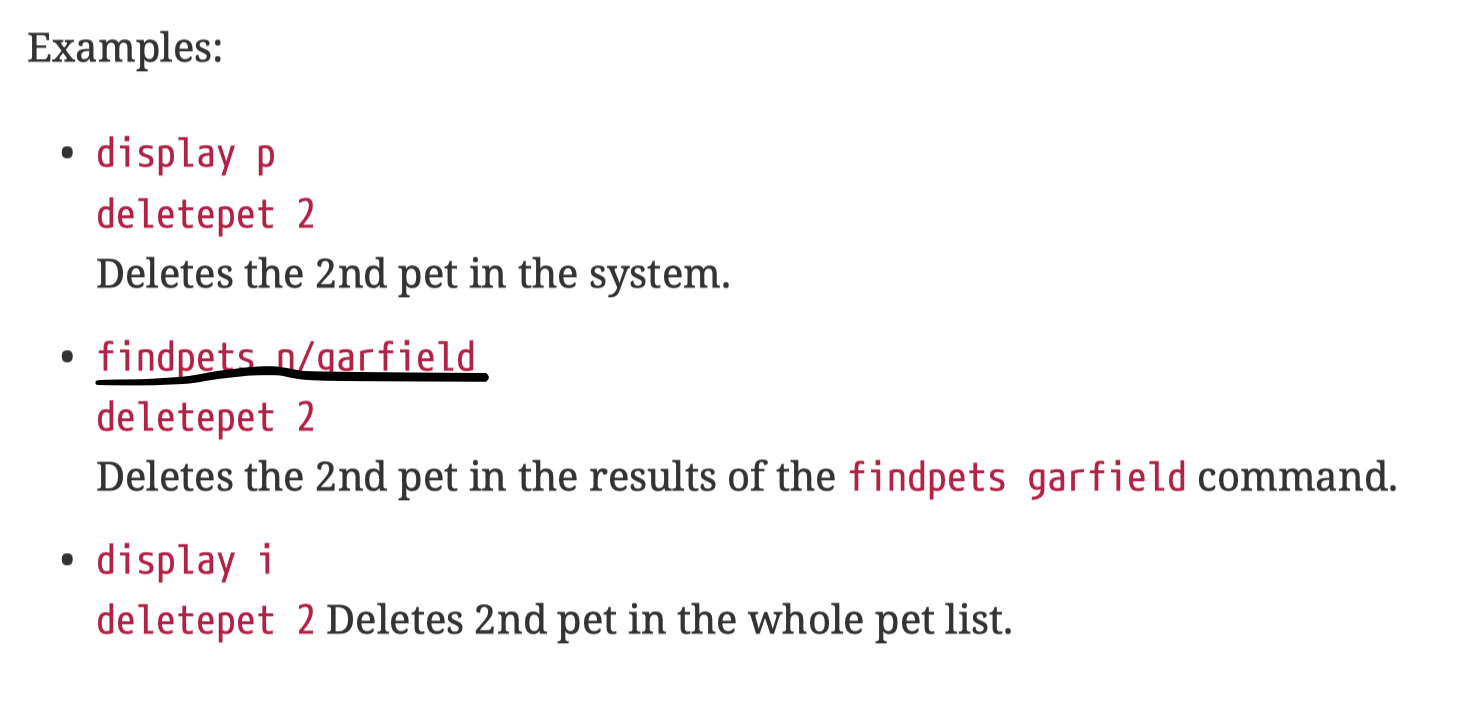 Examples:
• display p
deletepet 2
Deletes the 2nd pet in the system.
• findpets n/garfield
deletepet 2
Deletes the 2nd pet in the results of the findpets garfield command.
• display i
deletepet 2 Deletes 2nd pet in the whole pet list.